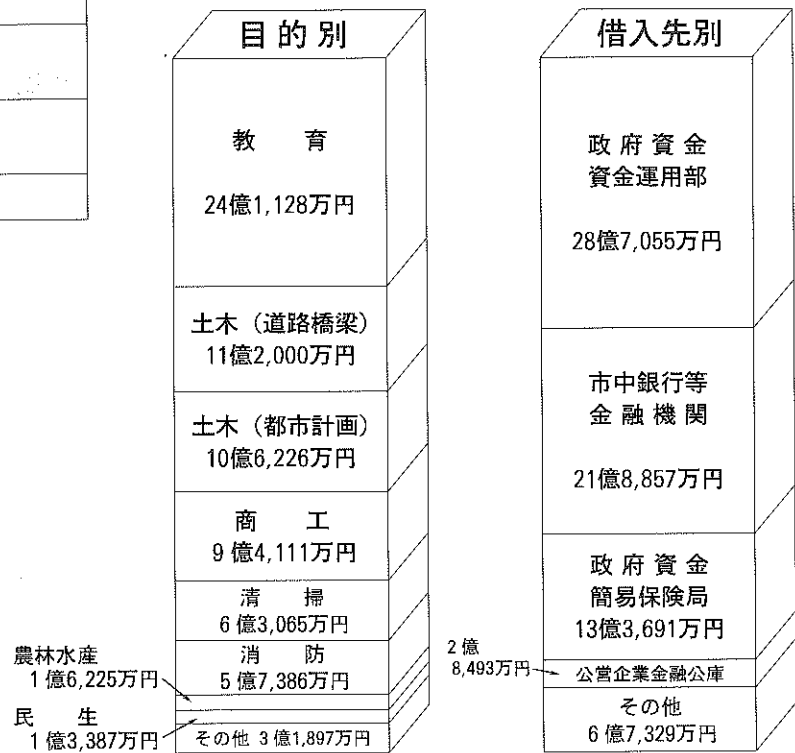 目的別
教育
24億1,128万円
土木（道路橋梁）
11億2,000万円
土木（都市計画）
10億6,226万円
商工
9億4,111万円
清掃
6億3,065万円
消防
5億7,386万円
農林水産
1億6,225万円
民生
1億3,387万円
その他 3億1,897万円
借入先別
政府資金
資金運用部
28億7,055万円
市中銀行等
金融機関
21億8,857万円
政府資金
簡易保険局
13億3,691万円
2億
8,493万円
公営企業金融公庫
その他
6億7,329万円